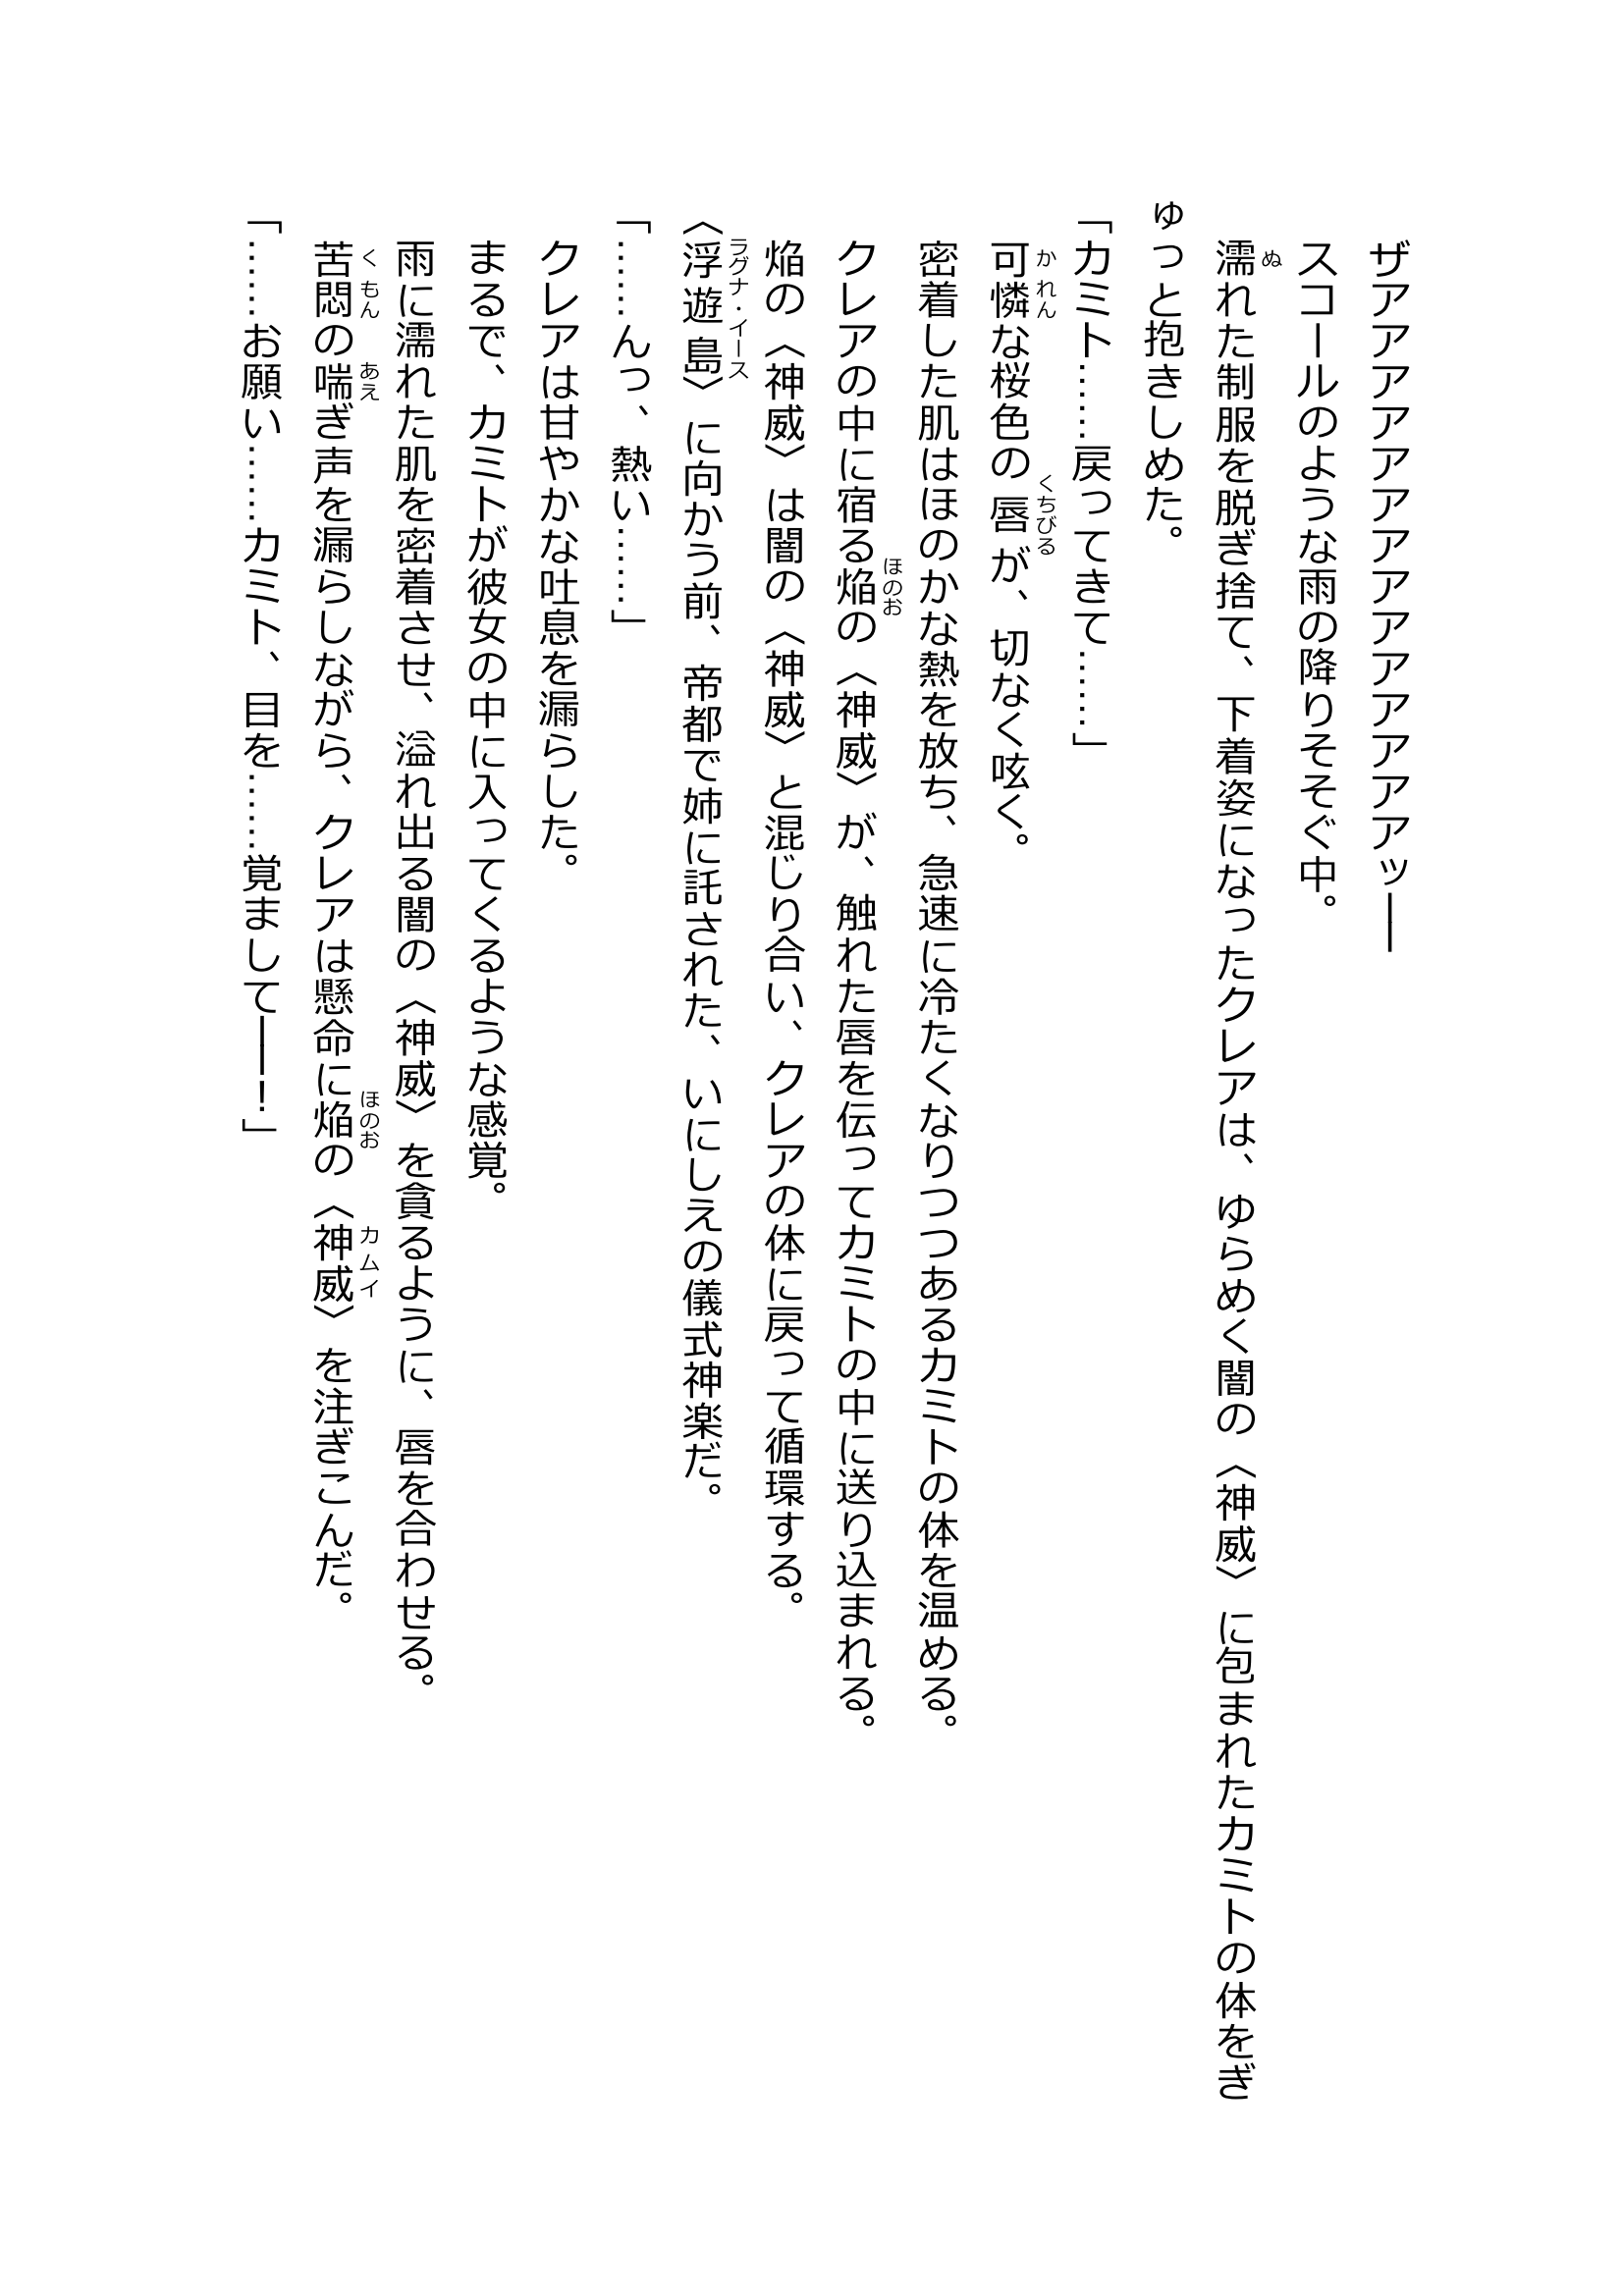 ザアアアアアアアアアアアアアアッ――
スコールのような雨の降りそそぐ中。
濡れた制服を脱ぎ捨て、下着姿になったクレアは、ゆらめく闇の〈神威〉に包まれたカミトの体をぎ
ゅっと抱きしめた。
「カミト……戻ってきて……」
可憐な桜色の唇が、切なく呟く。
密着した肌はほのかな熱を放ち、急速に冷たくなりつつあるカミトの体を温める。
クレアの中に宿る焔の〈神威〉が、触れた唇を伝ってカミトの中に送り込まれる。
焔の〈神威〉は闇の〈神威〉と混じり合い、クレアの体に戻って循環する。
〈浮遊島〉に向かう前、帝都で姉に託された、いにしえの儀式神楽だ。
「……んっ、熱い……」
クレアは甘やかな吐息を漏らした。
まるで、カミトが彼女の中に入ってくるような感覚。
雨に濡れた肌を密着させ、溢れ出る闇の〈神威〉を貪るように、唇を合わせる。
苦悶の喘ぎ声を漏らしながら、クレアは懸命に焔の〈神威〉を注ぎこんだ。
「……お願い……カミト、目を……覚まして――！」